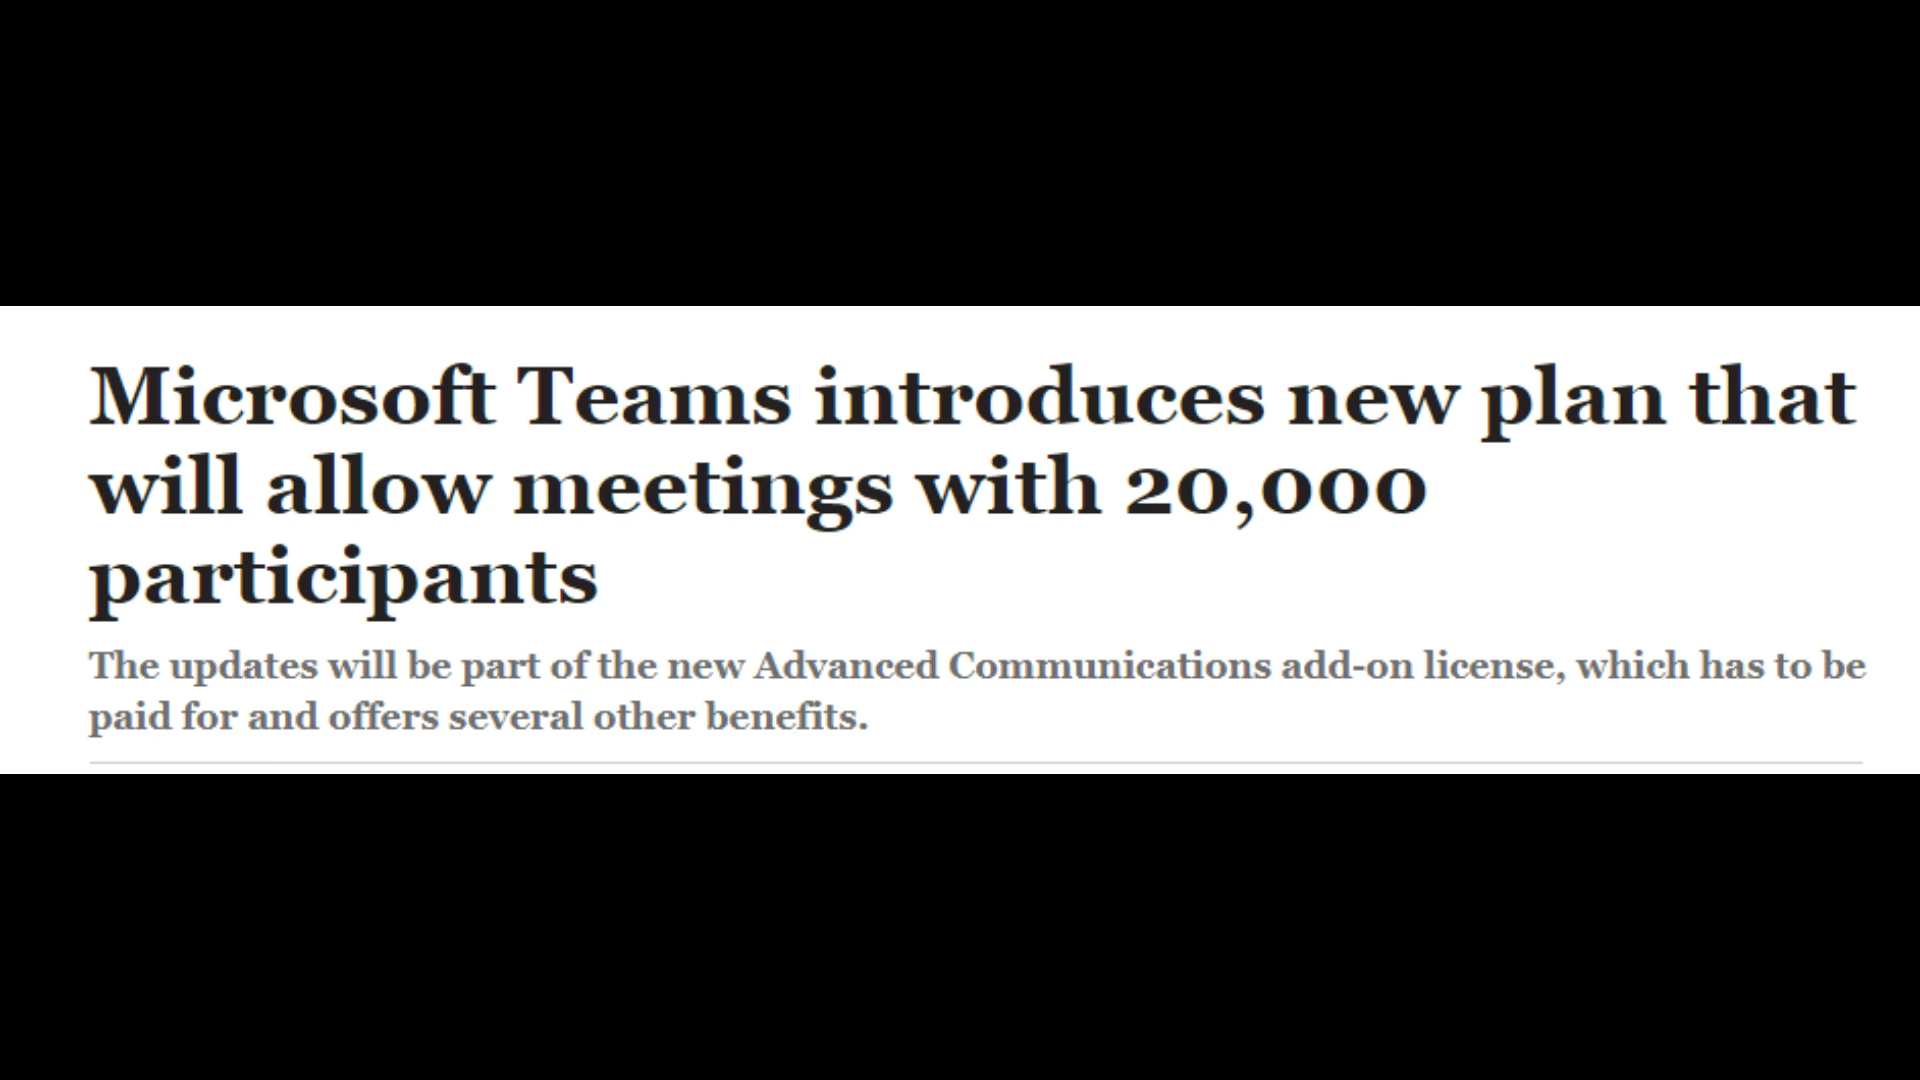 Microsoft Teams introduces new plan that
will allow meetings with 20,000
participants
The updates will be part of the new Advanced Communications add-on license, which has to be
paid for and offers several other benefits.